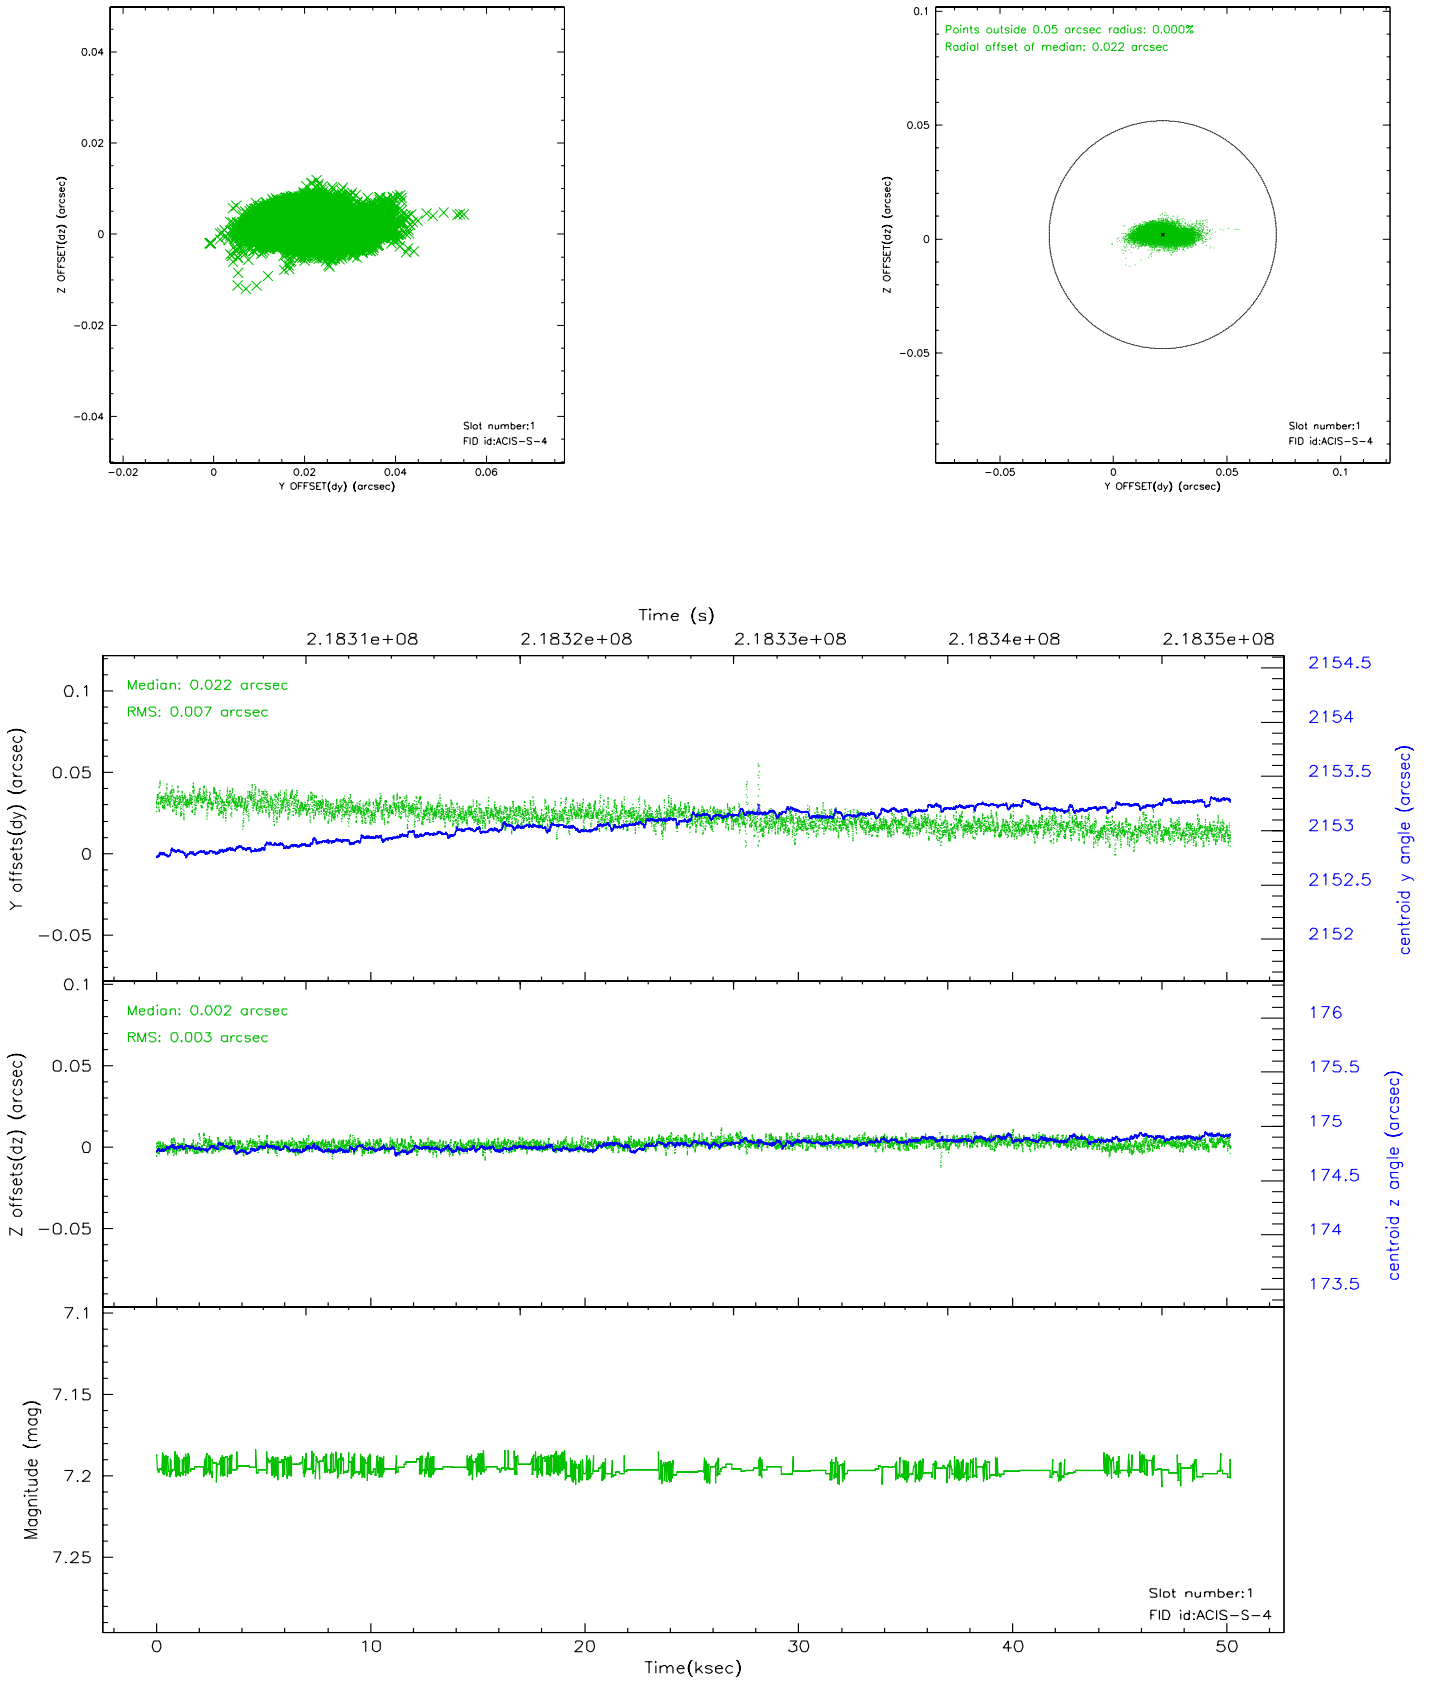 0.04
0.02
0
−0.02
−0.04
Z OFFSET(dz) (arcsec)
Slot number:1
FID id:ACIS−S−4
−0.02 0 0.02 0.04 0.06
Y OFFSET(dy) (arcsec)
Points outside 0.05 arcsec radius: 0.000%
Radial offset of median: 0.022 arcsec
0.1
0.05
0
−0.05
Z OFFSET(dz) (arcsec)
Slot number:1
FID id:ACIS−S−4
−0.05 0 0.05 0.1
Y OFFSET(dy) (arcsec)
Time (s)
2.1831e+08 2.1832e+08 2.1833e+08 2.1834e+08 2.1835e+08
Median: 0.022 arcsec
RMS: 0.007 arcsec
0.1
0.05
0
−0.05
Y offsets(dy) (arcsec)
2154.5
2154
2153.5
2153
2152.5
2152
centroid y angle (arcsec)
Median: 0.002 arcsec
RMS: 0.003 arcsec
0.1
0.05
0
−0.05
Z offsets(dz) (arcsec)
176
175.5
175
174.5
174
173.5
centroid z angle (arcsec)
7.1
7.15
7.2
7.25
Magnitude (mag)
Slot number:1
FID id:ACIS−S−4
0 10 20 30 40 50
Time(ksec)